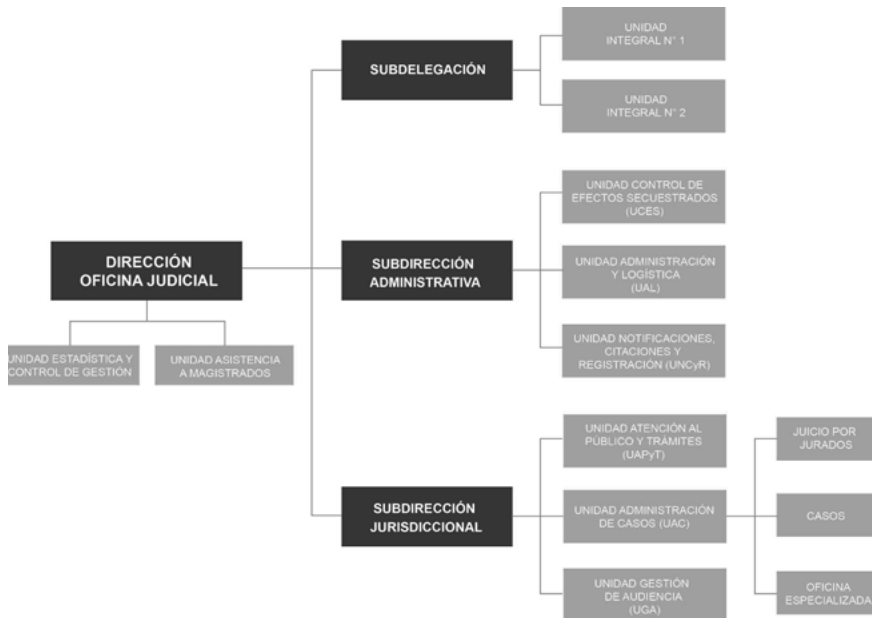 UNIDAD
INTEGRAL N° 1
SUBDELEGACIÓN
UNIDAD
INTEGRAL N° 2
UNIDAD CONTROL DE
EFECTOS SECUESTRADOS
(UCES)
DIRECCIÓN
OFICINA JUDICIAL
SUBDIRECCIÓN
ADMINISTRATIVA
UNIDAD ADMINISTRACIÓN
Y LOGÍSTICA
(UAL)
UNIDAD ESTADÍSTICA Y
CONTROL DE GESTIÓN
UNIDAD ASISTENCIA
A MAGISTRADOS
UNIDAD NOTIFICACIONES,
CITACIONES Y
REGISTRACIÓN (UNCyR)
UNIDAD ATENCIÓN AL
PÚBLICO Y TRÁMITES
(UAPyT)
JUICIO POR
JURADOS
SUBDIRECCIÓN
JURISDICCIONAL
UNIDAD ADMINISTRACIÓN
DE CASOS (UAC)
CASOS
UNIDAD GESTIÓN
DE AUDIENCIA
(UGA)
OFICINA
ESPECIALIZADA